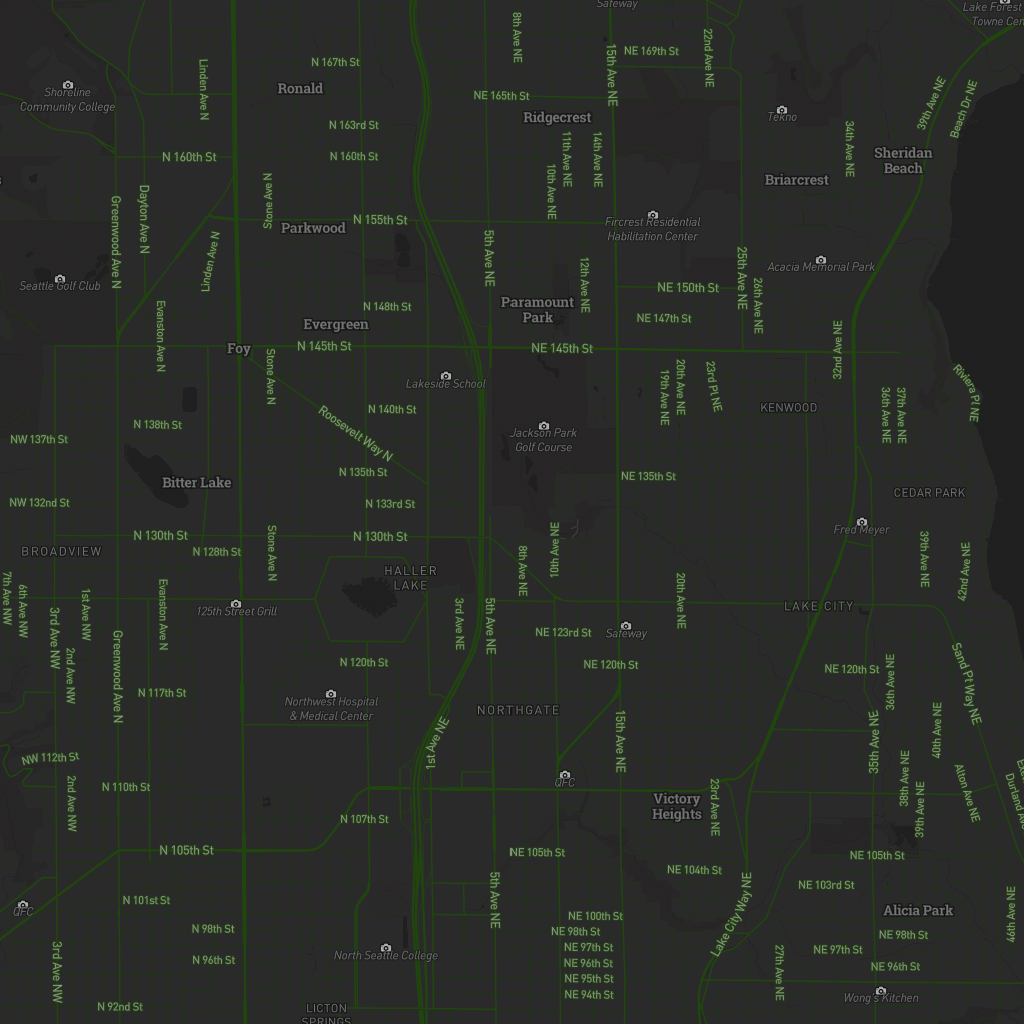 Safeway
Lake Forest
Towne Cen
8th Ave NE
22nd Ave NE
15th Ave NE
NE 169th St
N 167th St
Linden Ave N
Ronald
Shoreline
Community College
NE 165th St
39th Ave NE
Beach Dr NE
Ridgecrest
Tekno
N 163rd St
34th Ave NE
11th Ave NE
14th Ave NE
N 160th St
N 160th St
Sheridan
Beach
Briarcrest
10th Ave NE
Stone Ave N
Dayton Ave N
Greenwood Ave N
N 155th St
Parkwood
Fircrest Residential
Habilitation Center
Linden Ave N
5th Ave NE
25th Ave NE
Acacia Memorial Park
12th Ave NE
Seattle Golf Club
NE 150th St
26th Ave NE
Paramount
Park
N 148th St
Evergreen
NE 147th St
Evanston Ave N
32nd Ave NE
Foy
N 145th St
NE 145th St
Stone Ave N
Lakeside School
19th Ave NE
20th Ave NE
23rd Pl NE
Riviera Pl NE
N 140th St
KENWOOD
36th Ave NE
37th Ave NE
N 138th St
Roosevelt Way N
NW 137th St
Jackson Park
Golf Course
N 135th St
NE 135th St
Bitter Lake
CEDAR PARK
NW 132nd St
N 133rd St
Fred Meyer
N 130th St
N 130th St
10th Ave NE
BROADVIEW
N 128th St
Stone Ave N
8th Ave NE
39th Ave NE
42nd Ave NE
HALLER
LAKE
7th Ave NW
6th Ave NW
1st Ave NW
Evanston Ave N
20th Ave NE
125th Street Grill
LAKE CITY
3rd Ave NE
5th Ave NE
3rd Ave NW
NE 123rd St
Safeway
N 120th St
NE 120th St
NE 120th St
2nd Ave NW
Greenwood Ave N
36th Ave NE
Sand Pt Way NE
N 117th St
Northwest Hospital
& Medical Center
NORTHGATE
1st Ave NE
15th Ave NE
35th Ave NE
40th Ave NE
NW 112th St
QFC
38th Ave NE
Alton Ave NE
N 110th St
2nd Ave NW
Victory
Heights
23rd Ave NE
39th Ave NE
Durland Av
N 107th St
N 105th St
NE 105th St
NE 105th St
NE 104th St
NE 103rd St
5th Ave NE
Lake City Way NE
46th Ave NE
N 101st St
QFC
Alicia Park
NE 100th St
N 98th St
NE 98th St
NE 98th St
NE 97th St
NE 97th St
North Seattle College
3rd Ave NW
N 96th St
NE 96th St
NE 96th St
27th Ave NE
NE 95th St
NE 94th St
Wong's Kitchen
N 92nd St
LICTON
SPRINGS